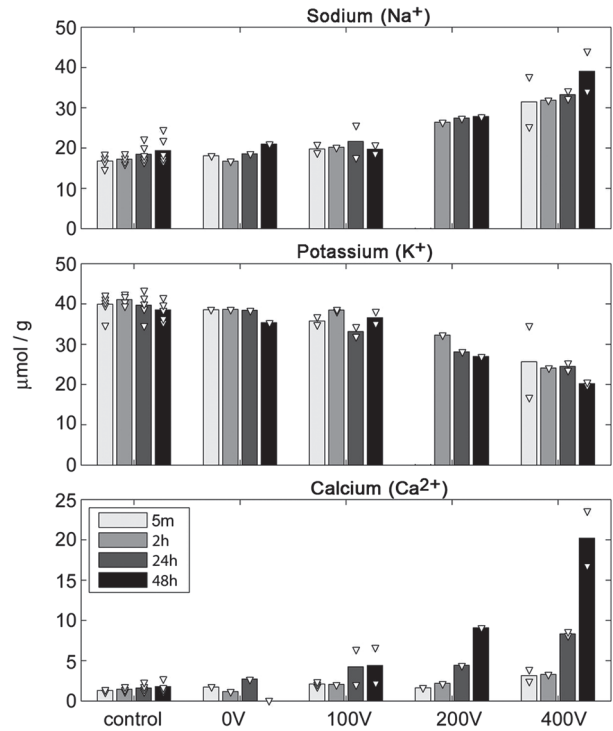 Sodium (Na+)
50
40
30
20
10
0
Potassium (K+)
50
40
30
20
10
0
μmol / g
Calcium (Ca2+)
25
20
15
10
5
0
5m
2h
24h
48h
control 0V 100V 200V 400V